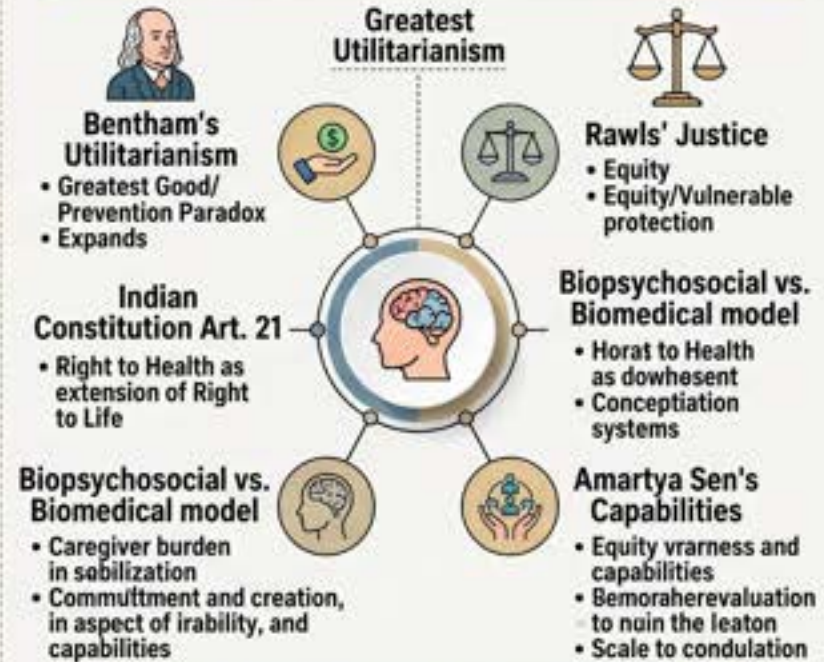 Greatest
Utilitarianism
Bentham's
Utilitarianism
• Greatest Good/
Prevention Paradox
• Expands
$
Rawls' Justice
• Equity
• Equity/Vulnerable
protection
Indian
Constitution Art. 21
• Right to Health as
extension of Right
to Life
Biopsychosocial vs.
Biomedical model
• Horat to Health
as dowhesent
• Conceptiation
systems
Biopsychosocial vs.
Biomedical model
• Caregiver burden
in sobilization
• Commuttment and creation,
in aspect of irability, and
capabilities
Amartya Sen's
Capabilities
• Equity vrarness and
capabilities
• Bemoraherevaluation
to nuin the leaton
• Scale to condulation